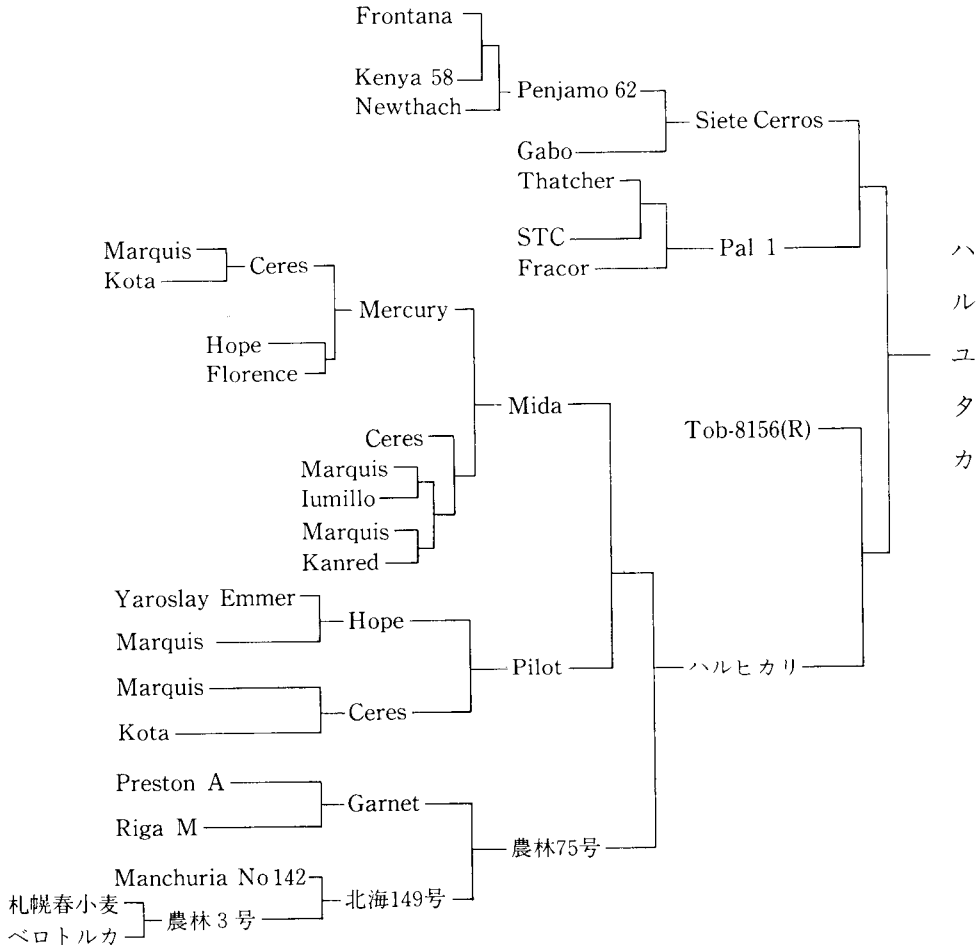 Frontana
Kenya 58
Newthach
Penjamo 62
Siete Cerros
Gabo
Thatcher
STC
Fracor
Pal 1
Marquis
Kota
Ceres
Mercury
Hope
Florence
Mida
Ceres
Marquis
Iumillo
Marquis
Kanred
Tob-8156(R)
ハルユタカ
Yaroslay Emmer
Marquis
Hope
Pilot
ハルヒカリ
Marquis
Kota
Ceres
Preston A
Riga M
Garnet
農林75号
Manchuria No 142
北海149号
札幌春小麦
ベロトルカ
農林3号